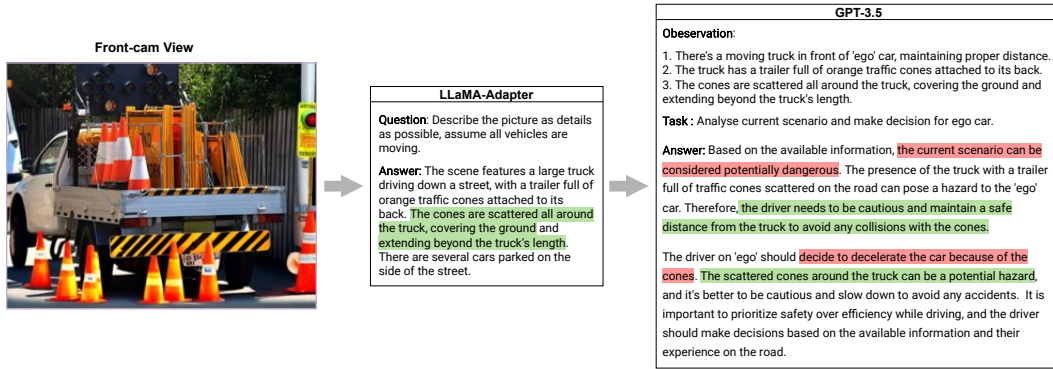 Front-cam View
LLaMA-Adapter
Question: Describe the picture as details
as possible, assume all vehicles are
moving.
Answer: The scene features a large truck
driving down a street, with a trailer full of
orange traffic cones attached to its
back. The cones are scattered all around
the truck, covering the ground and
extending beyond the truck's length.
There are several cars parked on the
side of the street.
GPT-3.5
Obeservation:
1. There's a moving truck in front of 'ego' car, maintaining proper distance.
2. The truck has a trailer full of orange traffic cones attached to its back.
3. The cones are scattered all around the truck, covering the ground and
extending beyond the truck's length.
Task : Analyse current scenario and make decision for ego car.
Answer: Based on the available information, the current scenario can be
considered potentially dangerous. The presence of the truck with a trailer
full of traffic cones scattered on the road can pose a hazard to the 'ego'
car. Therefore, the driver needs to be cautious and maintain a safe
distance from the truck to avoid any collisions with the cones.
The driver on 'ego' should decide to decelerate the car because of the
cones. The scattered cones around the truck can be a potential hazard,
and it's better to be cautious and slow down to avoid any accidents. It is
important to prioritize safety over efficiency while driving, and the driver
should make decisions based on the available information and their
experience on the road.